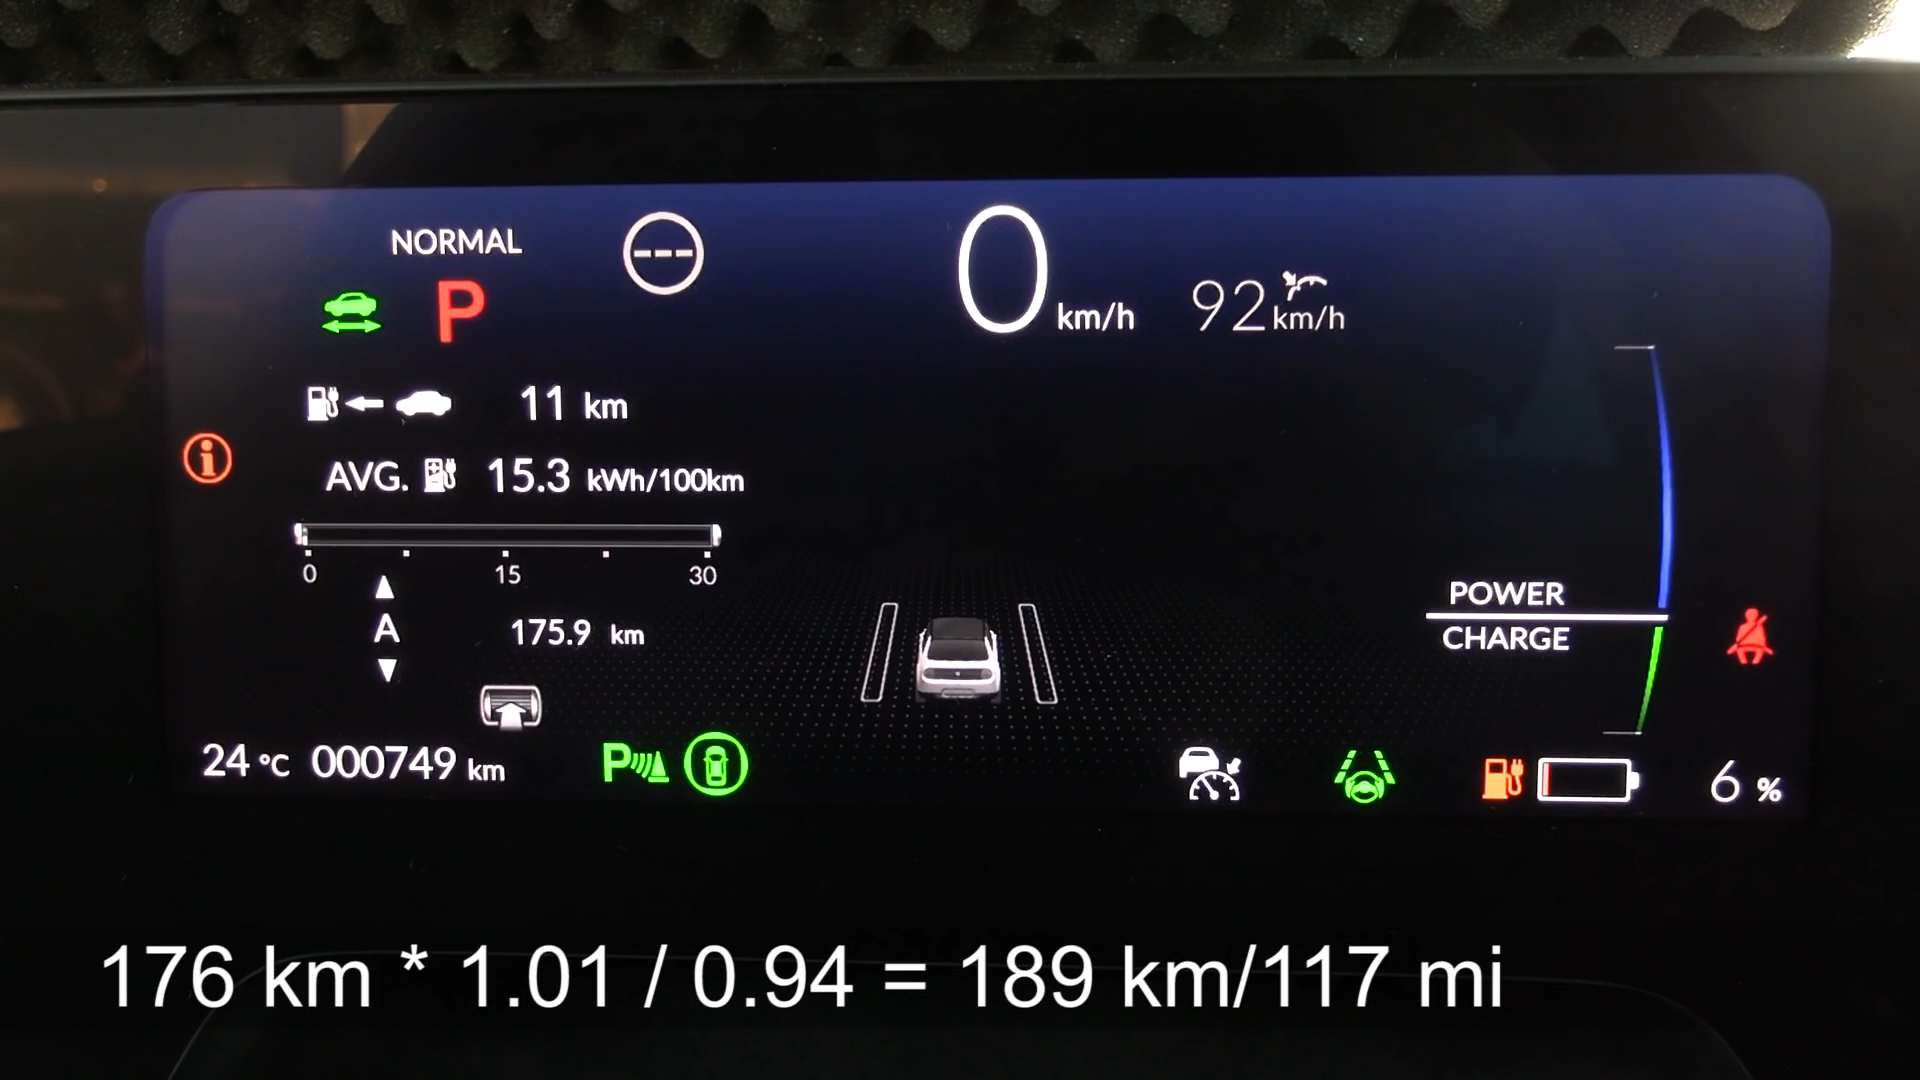 NORMAL
P
---
0 km/h
92 km/h
11 km
AVG. 15.3 kWh/100km
0 15 30
A 175.9 km
POWER
CHARGE
24 °C 000749 km
P
6 %
176 km * 1.01 / 0.94 = 189 km/117 mi